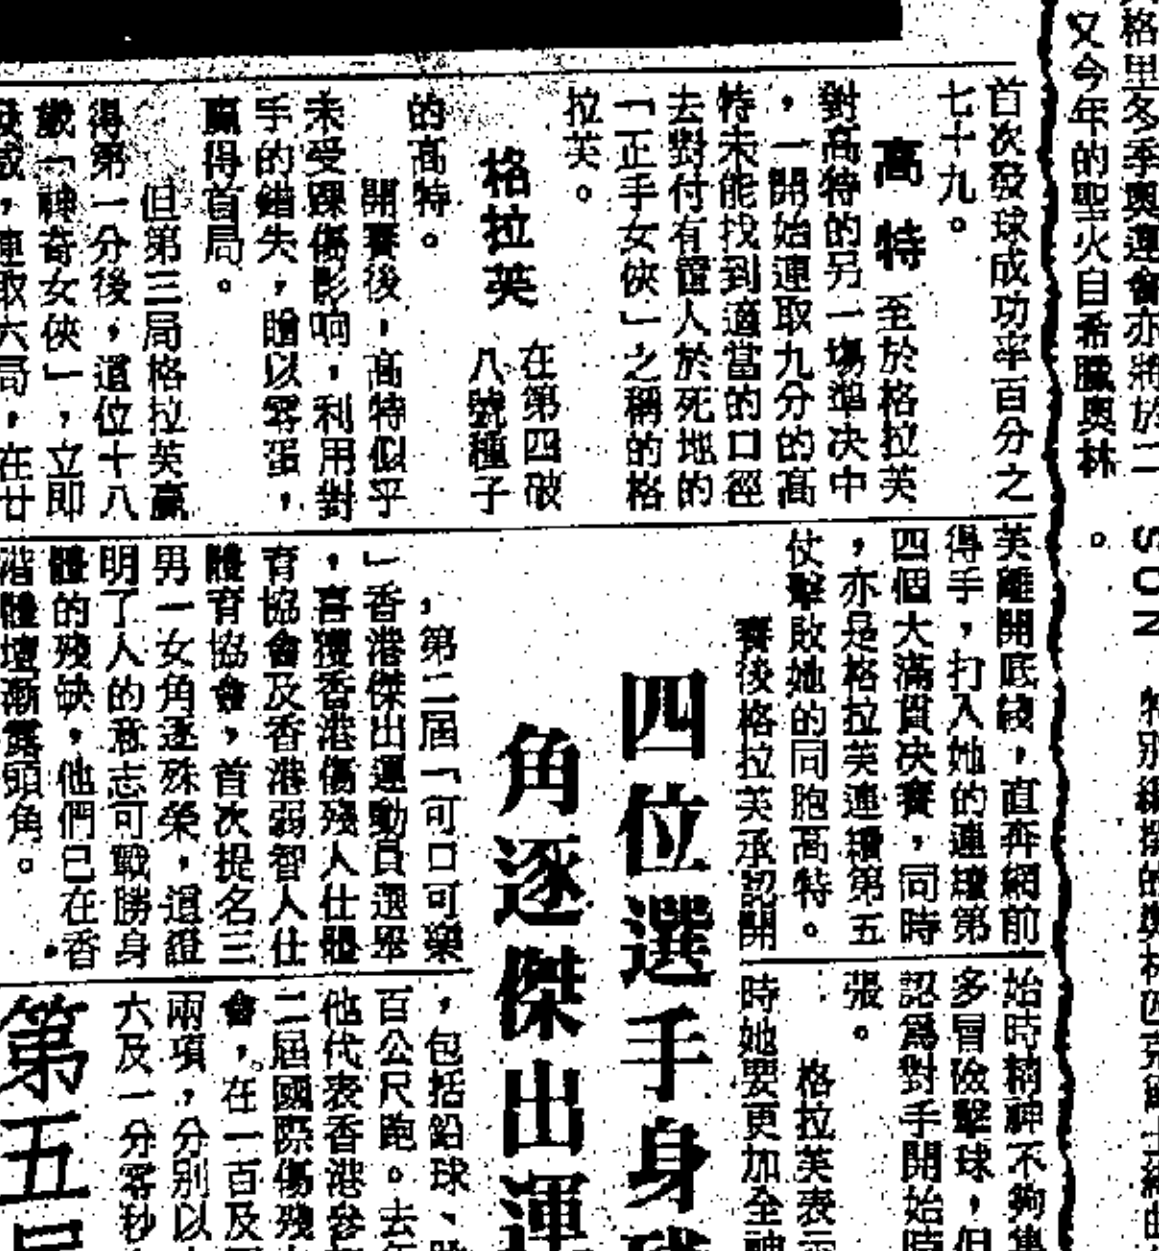 格里冬季奧運會亦將於二
又今年的聖火自希臘奧林
首次發球成功率百分之
七十九。
高特 至於格拉芙
對高特的另一場準決中
，一開始連取九分的高
特未能找到適當的口徑
去對付有置人於死地的
「正手女俠」之稱的格
拉芙。
格拉英 在第四破
八號種子
的高特。
開賽後，高特似乎
未受踝傷影响，利用對
手的錯失，贈以零蛋，
贏得首局。
但第三局格拉芙贏
得第一分後，這位十八
歲「神奇女俠」，立即
發威，連取六局，在廿
芙離開底綫，直奔網前
得手，打入她的連續第
四個大滿貫决賽，同時
，亦是格拉芙連續第五
仗擊敗她的同胞高特。
賽後格拉芙承認開
始時精神不夠集
多冒險擊球，但
認爲對手開始時
張。
格拉芙表示
時她要更加全神
四位選手身殘
角逐傑出運
，第二屆「可口可樂
」香港傑出運動員選舉
，喜獲香港傷殘人仕體
育協會及香港弱智人仕
體育協會，首次提名三
男一女角逐殊榮，這證
明了人的意志可戰勝身
體的殘缺，他們已在香
港體壇漸露頭角。
，包括鉛球、
百公尺跑。去年
他代表香港參
二屆國際傷殘
會，在一百及
兩項，分別以
六及一分零秒
第五屆